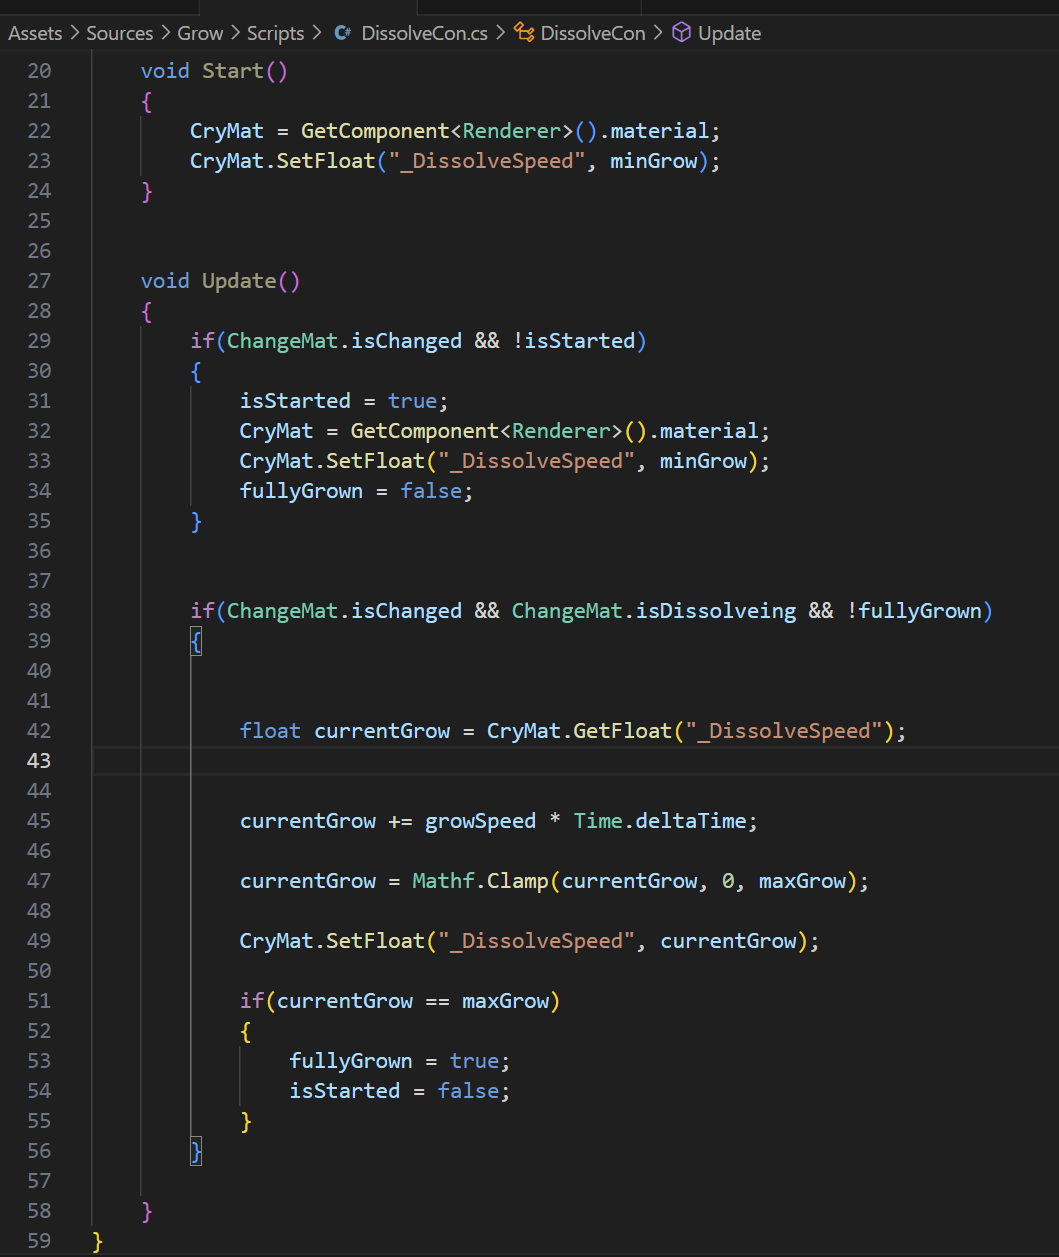 Assets > Sources > Grow > Scripts > C# DissolveCon.cs > DissolveCon > Update
20 void Start()
21 {
22 CryMat = GetComponent<Renderer>().material;
23 CryMat.SetFloat("_DissolveSpeed", minGrow);
24 }
25
26
27 void Update()
28 {
29 if(ChangeMat.isChanged && !isStarted)
30 {
31 isStarted = true;
32 CryMat = GetComponent<Renderer>().material;
33 CryMat.SetFloat("_DissolveSpeed", minGrow);
34 fullyGrown = false;
35 }
36
37
38 if(ChangeMat.isChanged && ChangeMat.isDissolveing && !fullyGrown)
39 {
40
41
42 float currentGrow = CryMat.GetFloat("_DissolveSpeed");
43
44
45 currentGrow += growSpeed * Time.deltaTime;
46
47 currentGrow = Mathf.Clamp(currentGrow, 0, maxGrow);
48
49 CryMat.SetFloat("_DissolveSpeed", currentGrow);
50
51 if(currentGrow == maxGrow)
52 {
53 fullyGrown = true;
54 isStarted = false;
55 }
56 }
57
58 }
59 }